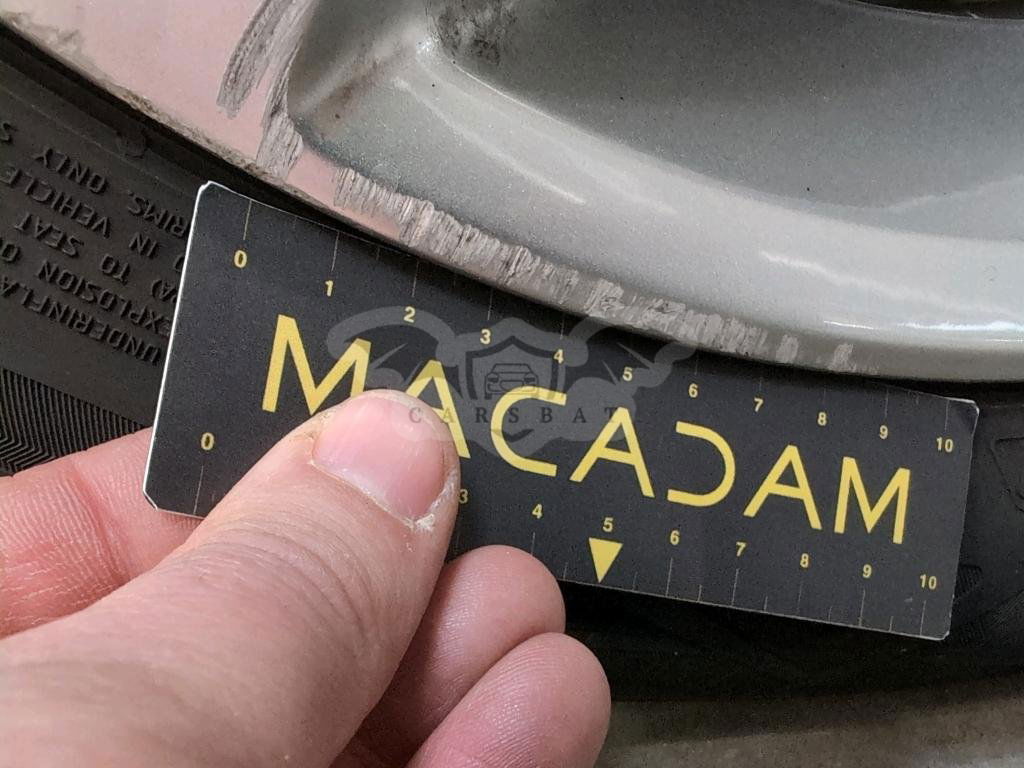 UNDERINFLA
EXPLOSION O
A) TO SEAT
D IN VEHICLE
RIMS. ONLY S
0 1 2 3 4 5 6 7 8 9 10
MACADAM
CARSBAT
0 3 4 5 6 7 8 9 10